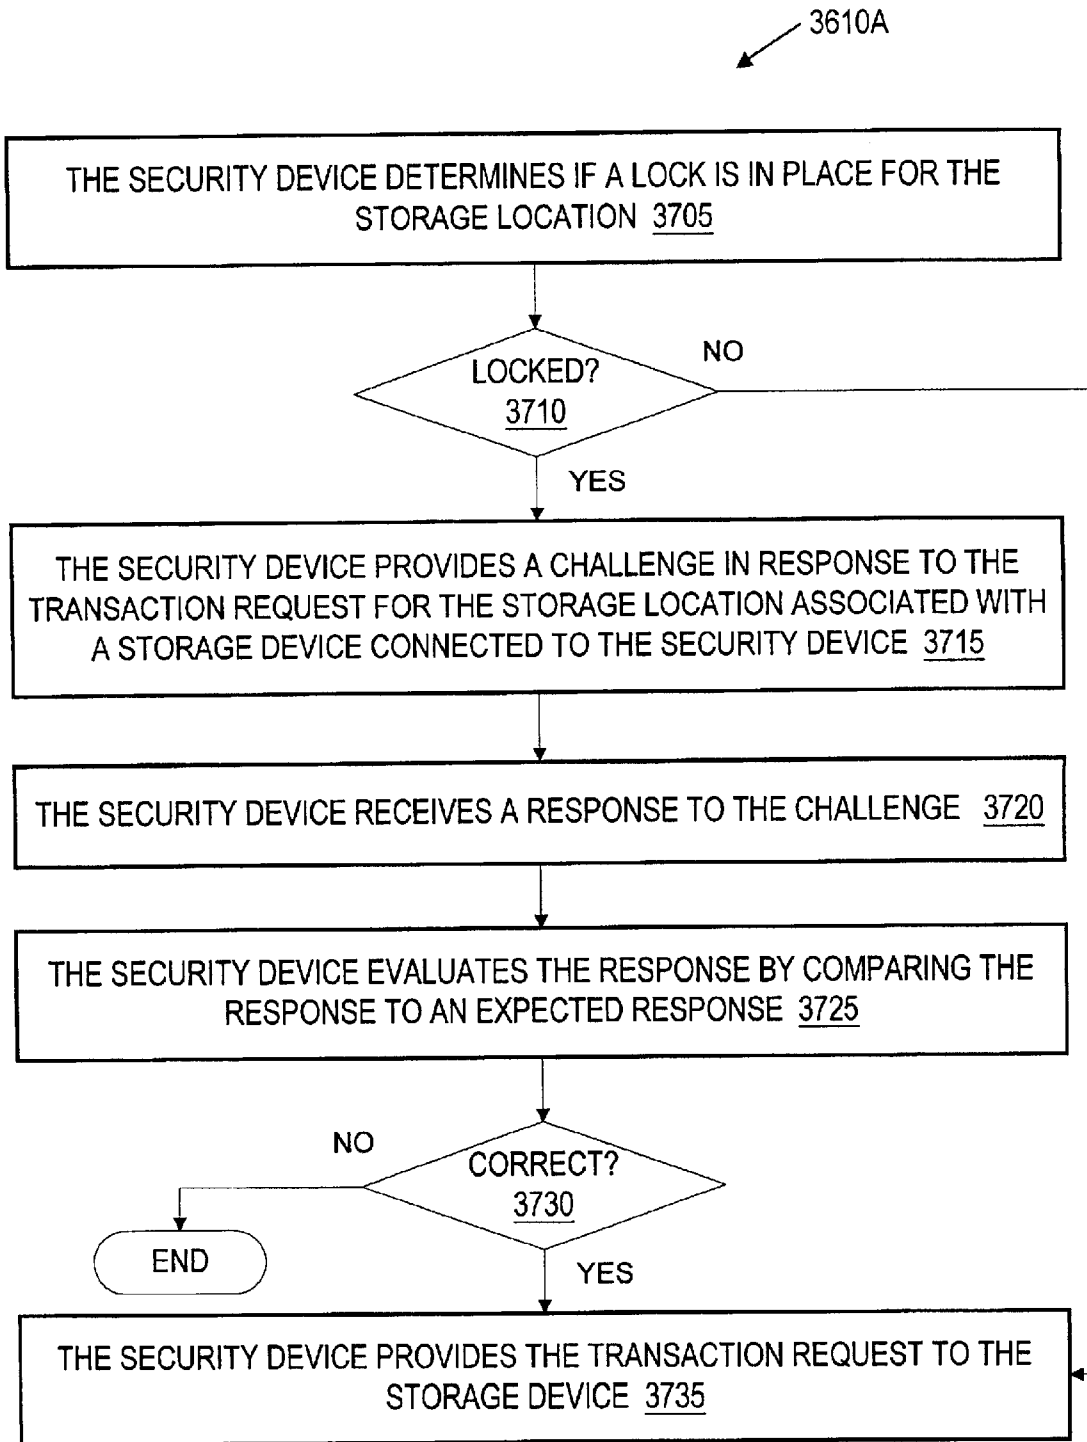 3610A
THE SECURITY DEVICE DETERMINES IF A LOCK IS IN PLACE FOR THE
STORAGE LOCATION 3705
LOCKED?
3710
NO
YES
THE SECURITY DEVICE PROVIDES A CHALLENGE IN RESPONSE TO THE
TRANSACTION REQUEST FOR THE STORAGE LOCATION ASSOCIATED WITH
A STORAGE DEVICE CONNECTED TO THE SECURITY DEVICE 3715
THE SECURITY DEVICE RECEIVES A RESPONSE TO THE CHALLENGE 3720
THE SECURITY DEVICE EVALUATES THE RESPONSE BY COMPARING THE
RESPONSE TO AN EXPECTED RESPONSE 3725
NO
CORRECT?
3730
END
YES
THE SECURITY DEVICE PROVIDES THE TRANSACTION REQUEST TO THE
STORAGE DEVICE 3735